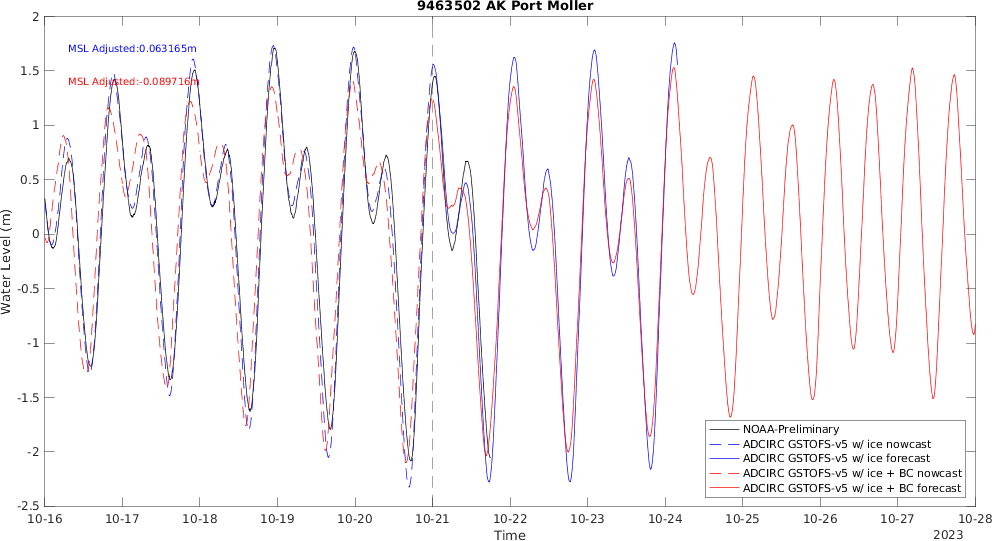 9463502 AK Port Moller
MSL Adjusted:0.063165m
MSL Adjusted:-0.089716m
Water Level (m)
2
1.5
1
0.5
0
-0.5
-1
-1.5
-2
-2.5
NOAA-Preliminary
ADCIRC GSTOFS-v5 w/ ice nowcast
ADCIRC GSTOFS-v5 w/ ice forecast
ADCIRC GSTOFS-v5 w/ ice + BC nowcast
ADCIRC GSTOFS-v5 w/ ice + BC forecast
10-16 10-17 10-18 10-19 10-20 10-21 10-22 10-23 10-24 10-25 10-26 10-27 10-28
Time
2023